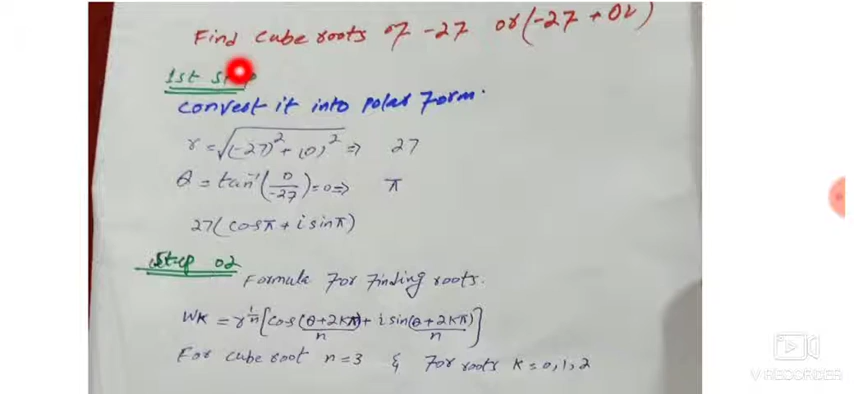 Find cube roots of -27 or (-27 + 0i)
1st step
convert it into polar form.
r = √((-27)² + (0)²) ⇒ 27
θ = tan⁻¹(0/-27) = 0 ⇒ π
27(cosπ + i sinπ)
Step 02
Formula for finding roots.
WK = r^(1/n) [cos (θ+2Kπ)/n + i sin (θ+2Kπ)/n]
For cube root n=3 & for roots K=0,1,2
V RECORDER